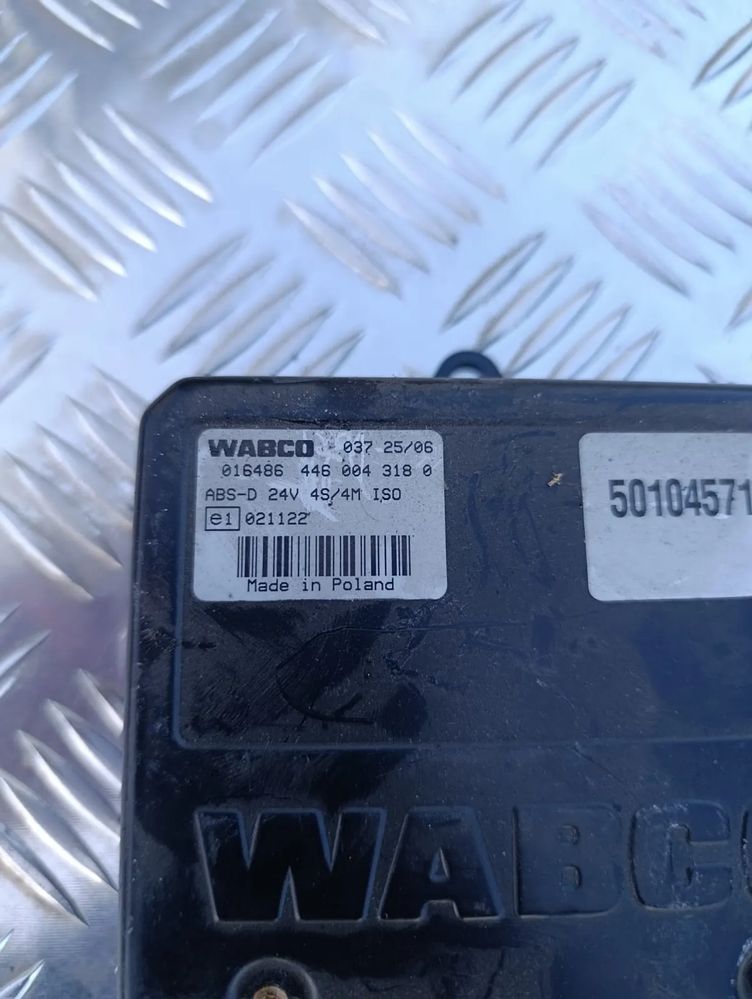 WABCO 037 25/06
016486 446 004 318 0
ABS-D 24V 4S/4M ISO
e1 021122
Made in Poland
50104571
WABC